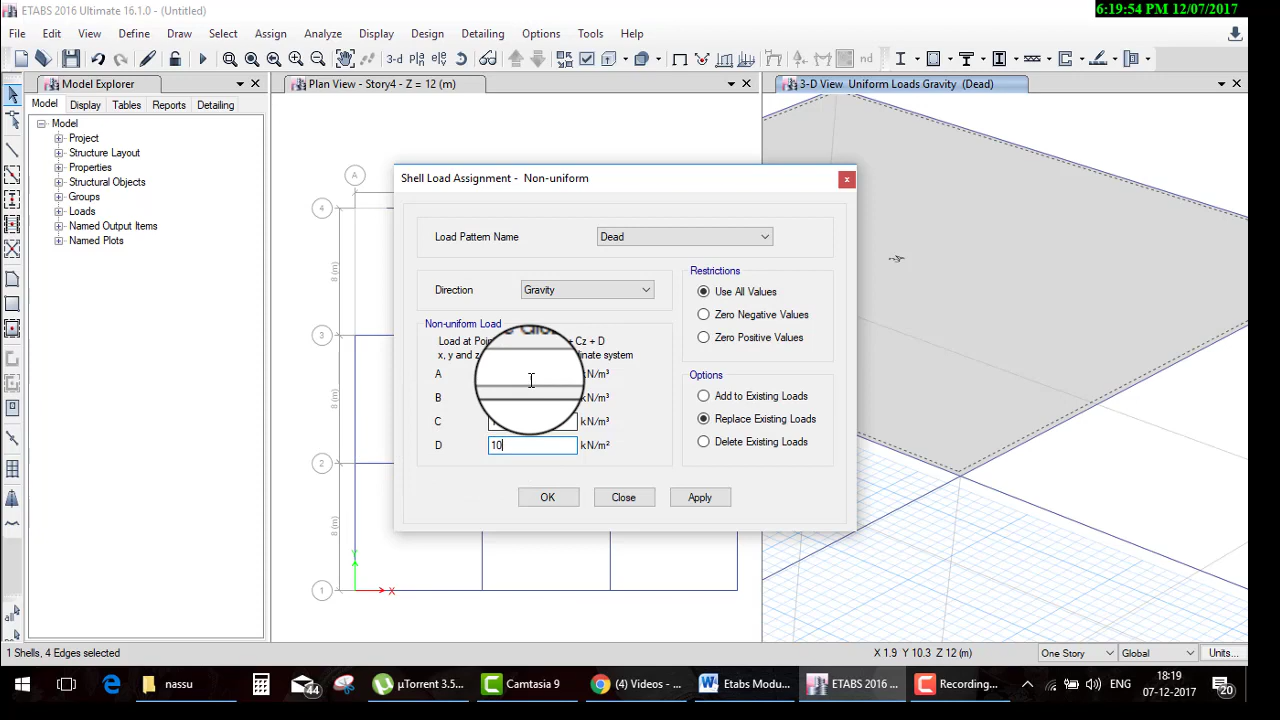 ETABS 2016 Ultimate 16.1.0 - (Untitled)
6:19:54 PM 12/07/2017
File Edit View Define Draw Select Assign Analyze Display Design Detailing Options Tools Help
3-d
nd
Model Explorer
Plan View - Story4 - Z = 12 (m)
3-D View Uniform Loads Gravity (Dead)
Model Display Tables Reports Detailing
Model
Project
Structure Layout
Properties
Structural Objects
Groups
Loads
Named Output Items
Named Plots
A
4
3
2
1
8 (m)
8 (m)
8 (m)
Y
X
Shell Load Assignment - Non-uniform
x
Load Pattern Name Dead
Direction Gravity
Non-uniform Load
Load at + Cz + D
x, y and z
A kN/m³
B kN/m³
C kN/m³
D 10 kN/m²
Restrictions
Use All Values
Zero Negative Values
Zero Positive Values
Options
Add to Existing Loads
Replace Existing Loads
Delete Existing Loads
OK Close Apply
all
1 Shells, 4 Edges selected
X 1.9 Y 10.3 Z 12 (m)
One Story
Global
Units...
nassu
44
µTorrent 3.5...
Camtasia 9
(4) Videos - ...
Etabs Modu...
ETABS 2016 ...
Recording...
ENG
18:19
07-12-2017
20